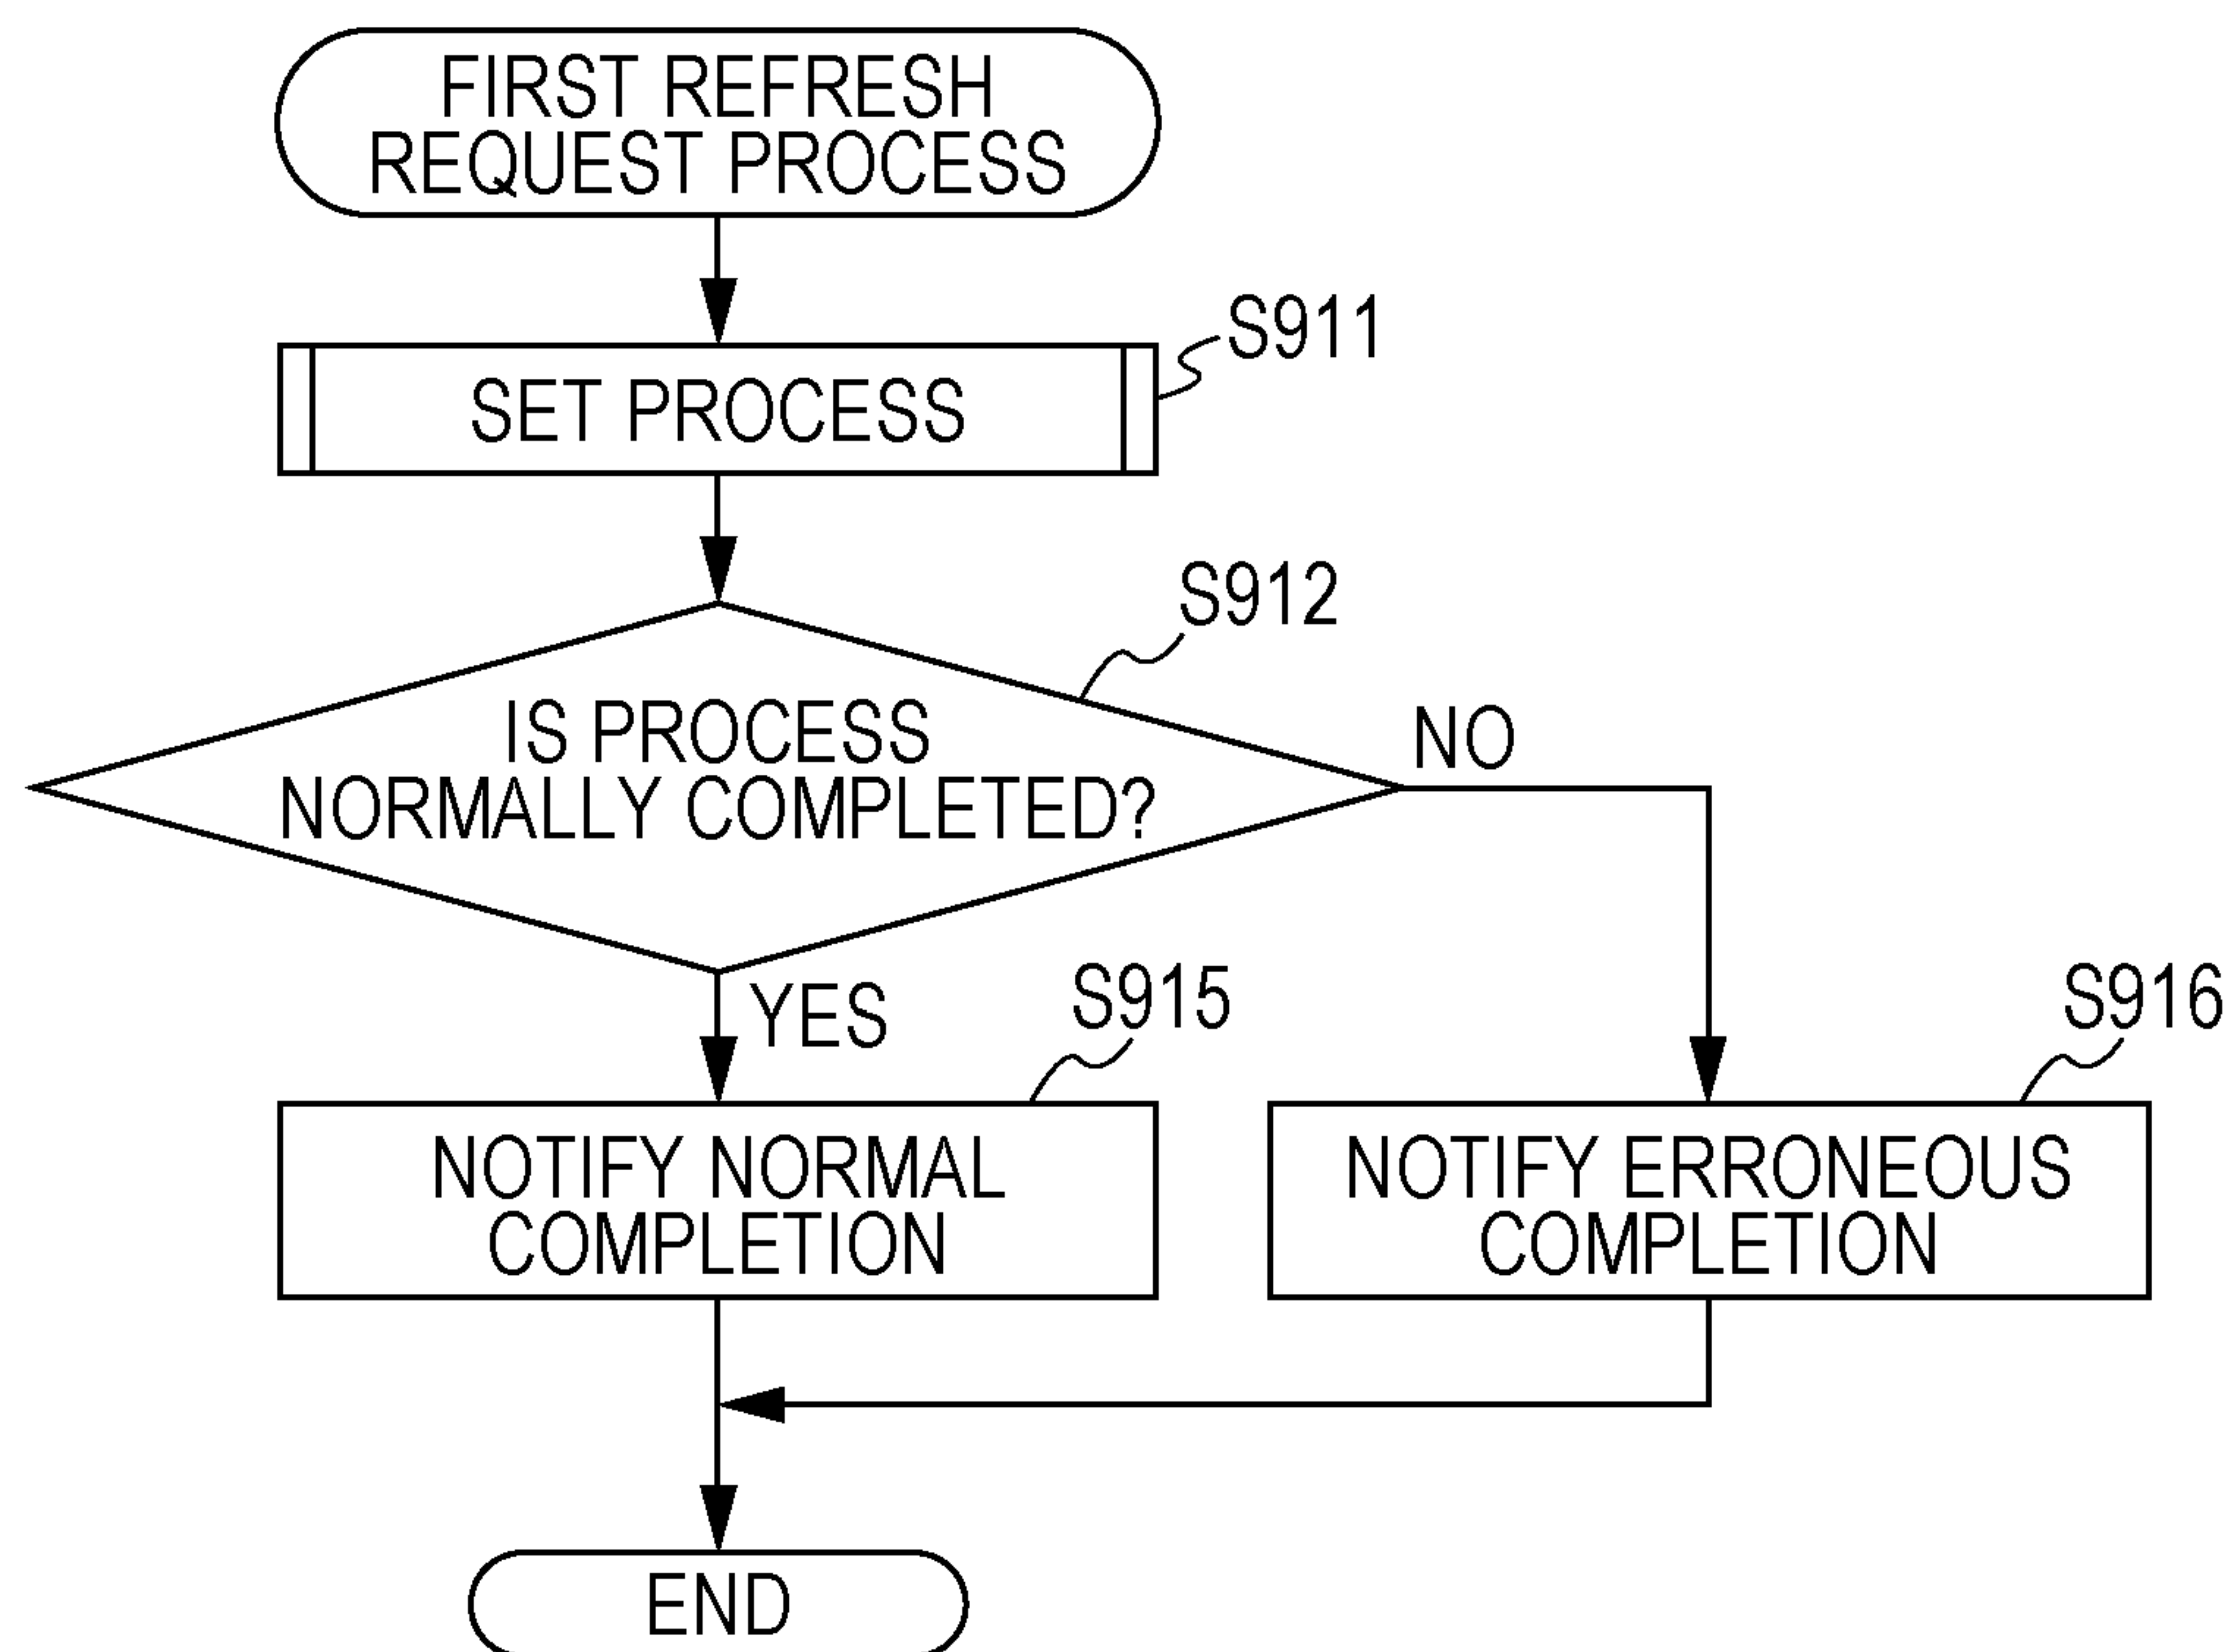 FIRST REFRESH
REQUEST PROCESS
S911
SET PROCESS
S912
IS PROCESS
NORMALLY COMPLETED?
NO
YES
S915
S916
NOTIFY NORMAL
COMPLETION
NOTIFY ERRONEOUS
COMPLETION
END